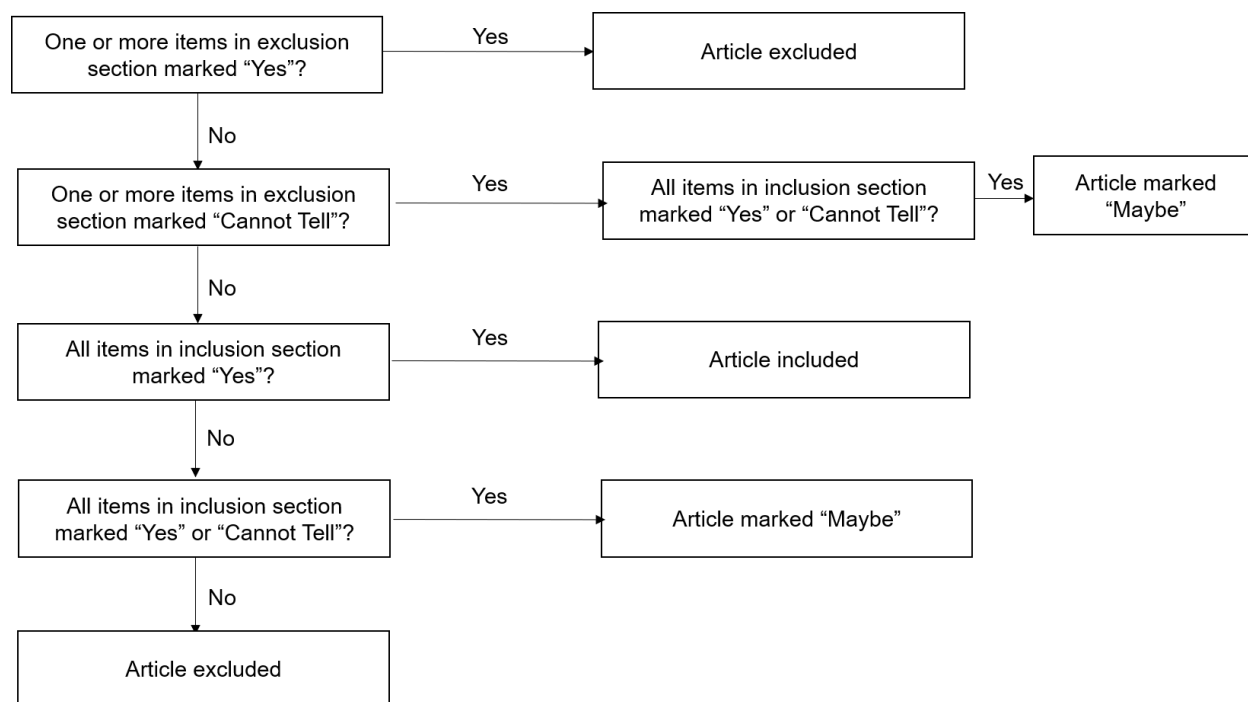 One or more items in exclusion
section marked “Yes”?
Yes
Article excluded
No
One or more items in exclusion
section marked “Cannot Tell”?
Yes
All items in inclusion section
marked “Yes” or “Cannot Tell”?
Yes
Article marked
“Maybe”
No
All items in inclusion section
marked “Yes”?
Yes
Article included
No
All items in inclusion section
marked “Yes” or “Cannot Tell”?
Yes
Article marked “Maybe”
No
Article excluded